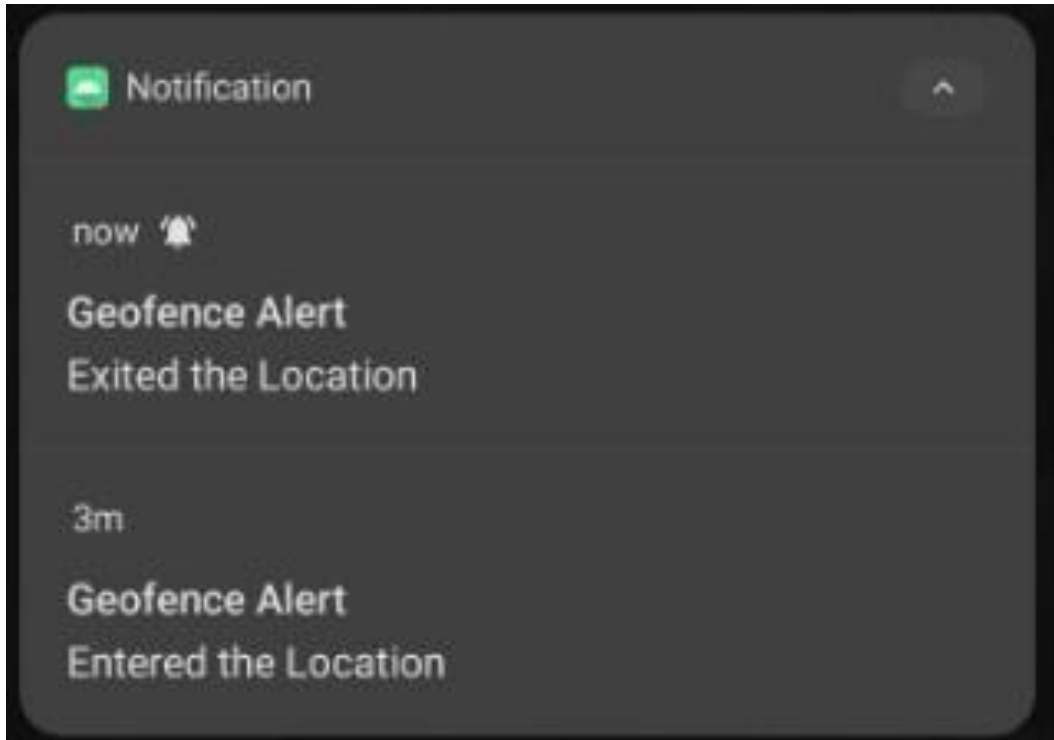 Notification
now
Geofence Alert
Exited the Location
3m
Geofence Alert
Entered the Location